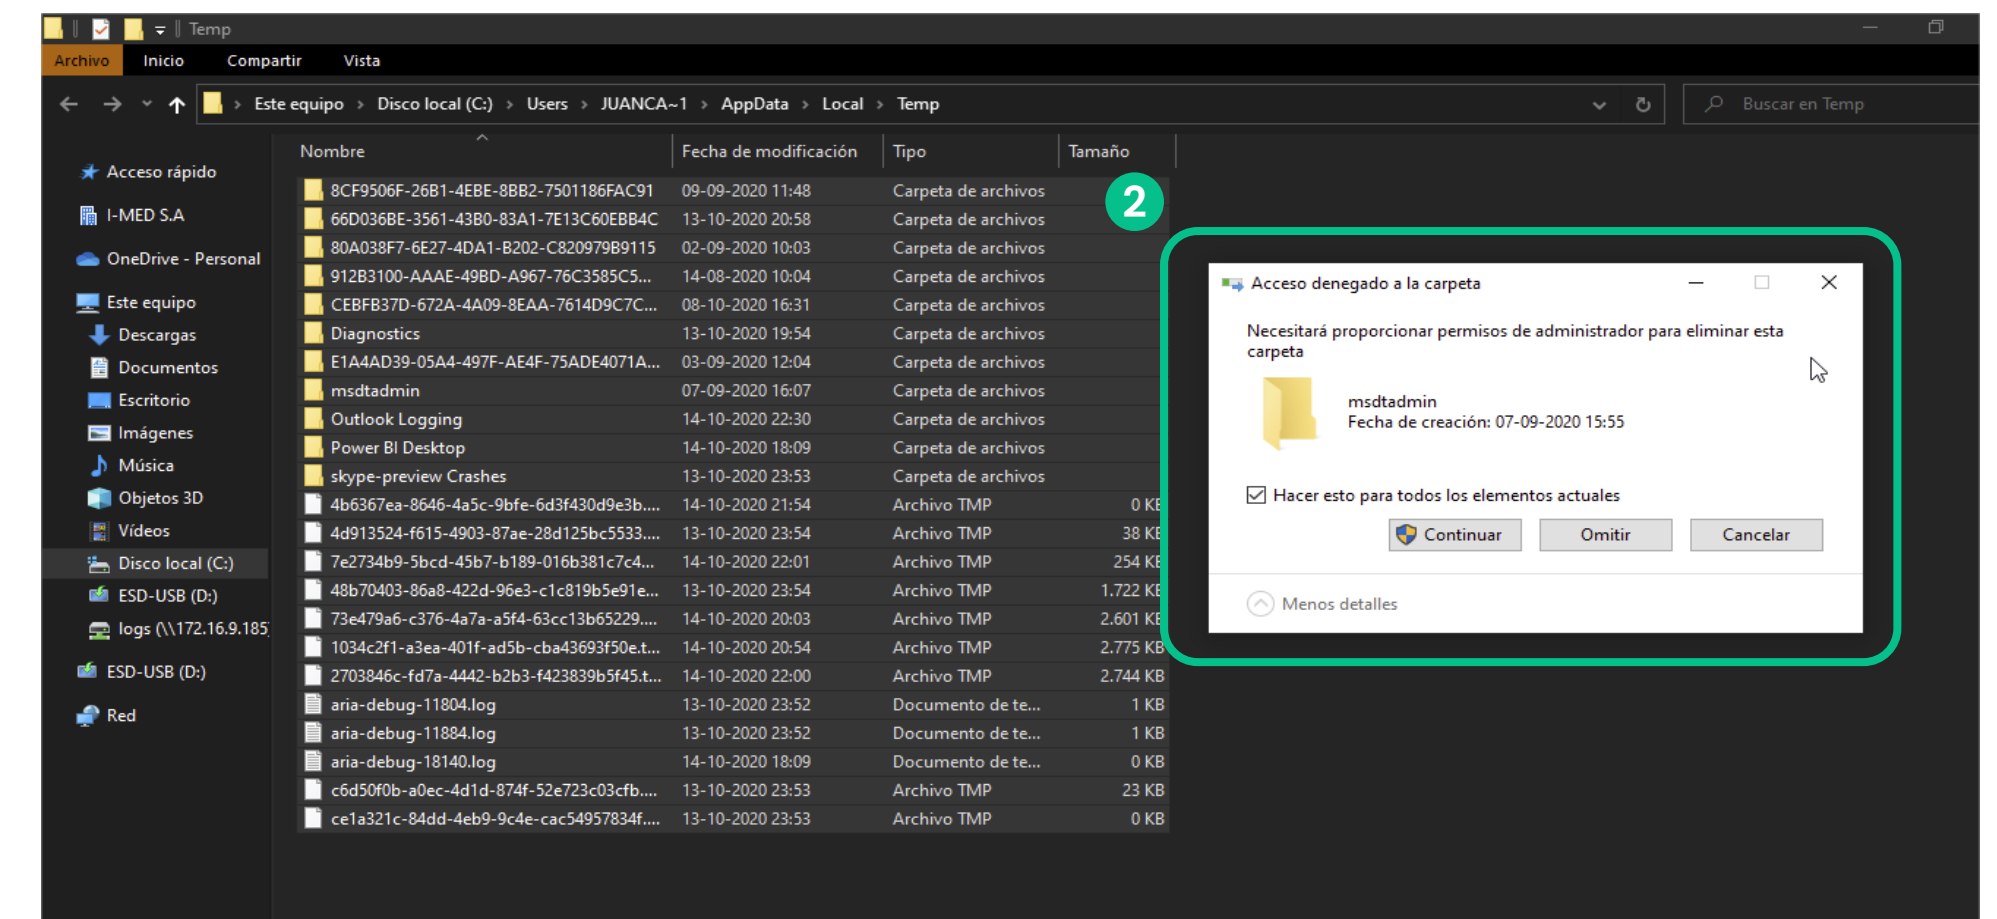 Temp
Archivo Inicio Compartir Vista
Este equipo > Disco local (C:) > Users > JUANCA~1 > AppData > Local > Temp
Buscar en Temp
Acceso rápido
I-MED S.A
OneDrive - Personal
Este equipo
Descargas
Documentos
Escritorio
Imágenes
Música
Objetos 3D
Vídeos
Disco local (C:)
ESD-USB (D:)
logs (\\172.16.9.185)
ESD-USB (D:)
Red
Nombre Fecha de modificación Tipo Tamaño
8CF9506F-26B1-4EBE-8BB2-7501186FAC91 09-09-2020 11:48 Carpeta de archivos
66D036BE-3561-43B0-83A1-7E13C60EBB4C 13-10-2020 20:58 Carpeta de archivos
80A038F7-6E27-4DA1-B202-C820979B9115 02-09-2020 10:03 Carpeta de archivos
912B3100-AAAE-49BD-A967-76C3585C5... 14-08-2020 10:04 Carpeta de archivos
CEBFB37D-672A-4A09-8EAA-7614D9C7C... 08-10-2020 16:31 Carpeta de archivos
Diagnostics 13-10-2020 19:54 Carpeta de archivos
E1A4AD39-05A4-497F-AE4F-75ADE4071A... 03-09-2020 12:04 Carpeta de archivos
msdtadmin 07-09-2020 16:07 Carpeta de archivos
Outlook Logging 14-10-2020 22:30 Carpeta de archivos
Power BI Desktop 14-10-2020 18:09 Carpeta de archivos
skype-preview Crashes 13-10-2020 23:53 Carpeta de archivos
4b6367ea-8646-4a5c-9bfe-6d3f430d9e3b.... 14-10-2020 21:54 Archivo TMP 0 KB
4d913524-f615-4903-87ae-28d125bc5533.... 13-10-2020 23:54 Archivo TMP 38 KB
7e2734b9-5bcd-45b7-b189-016b381c7c4... 14-10-2020 22:01 Archivo TMP 254 KB
48b70403-86a8-422d-96e3-c1c819b5e91e... 13-10-2020 23:54 Archivo TMP 1.722 KB
73e479a6-c376-4a7a-a5f4-63cc13b65229.... 14-10-2020 20:03 Archivo TMP 2.601 KB
1034c2f1-a3ea-401f-ad5b-cba43693f50e.t... 14-10-2020 20:54 Archivo TMP 2.775 KB
2703846c-fd7a-4442-b2b3-f423839b5f45.t... 14-10-2020 22:00 Archivo TMP 2.744 KB
aria-debug-11804.log 13-10-2020 23:52 Documento de te... 1 KB
aria-debug-11884.log 13-10-2020 23:52 Documento de te... 1 KB
aria-debug-18140.log 14-10-2020 18:09 Documento de te... 0 KB
c6d50f0b-a0ec-4d1d-874f-52e723c03cfb.... 13-10-2020 23:53 Archivo TMP 23 KB
ce1a321c-84dd-4eb9-9c4e-cac54957834f.... 13-10-2020 23:53 Archivo TMP 0 KB
2
Acceso denegado a la carpeta
Necesitará proporcionar permisos de administrador para eliminar esta
carpeta
msdtadmin
Fecha de creación: 07-09-2020 15:55
Hacer esto para todos los elementos actuales
Continuar Omitir Cancelar
Menos detalles